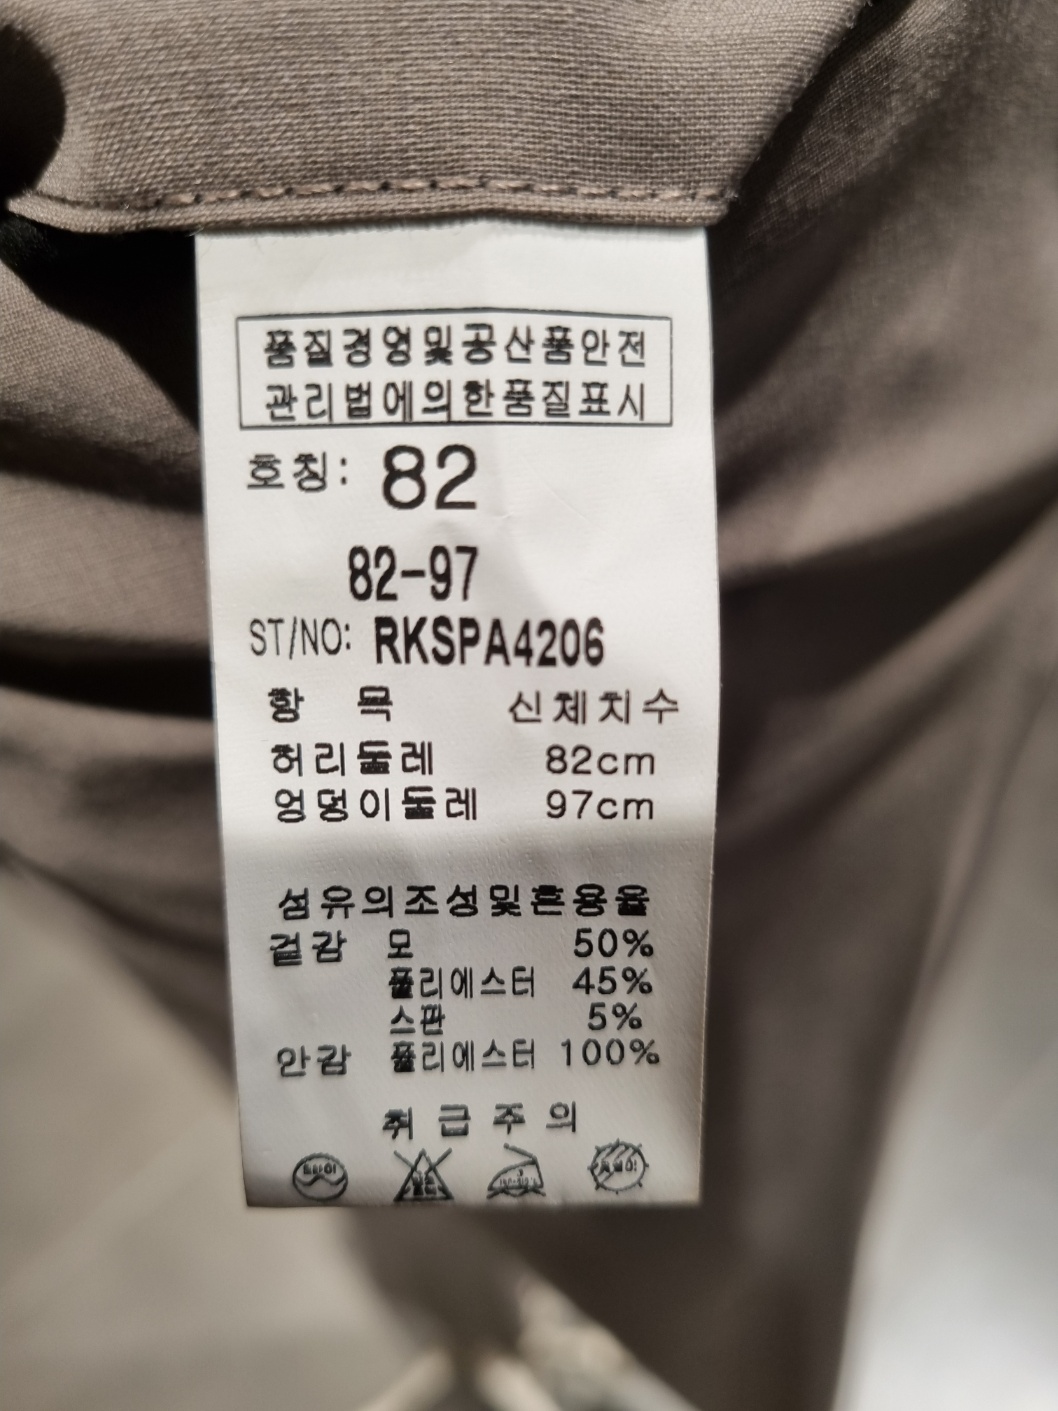 품질경영및공산품안전
관리법에의한품질표시
호칭: 82
82-97
ST/NO: RKSPA4206
항 목 신체치수
허리둘레 82cm
엉덩이둘레 97cm
섬유의조성및혼용율
겉감 모 50%
폴리에스터 45%
스판 5%
안감 폴리에스터 100%
취급주의
드라이